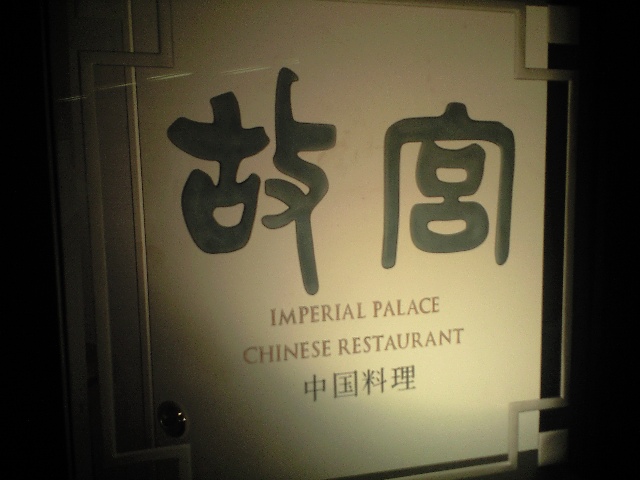 故宮
IMPERIAL PALACE
CHINESE RESTAURANT
中国料理